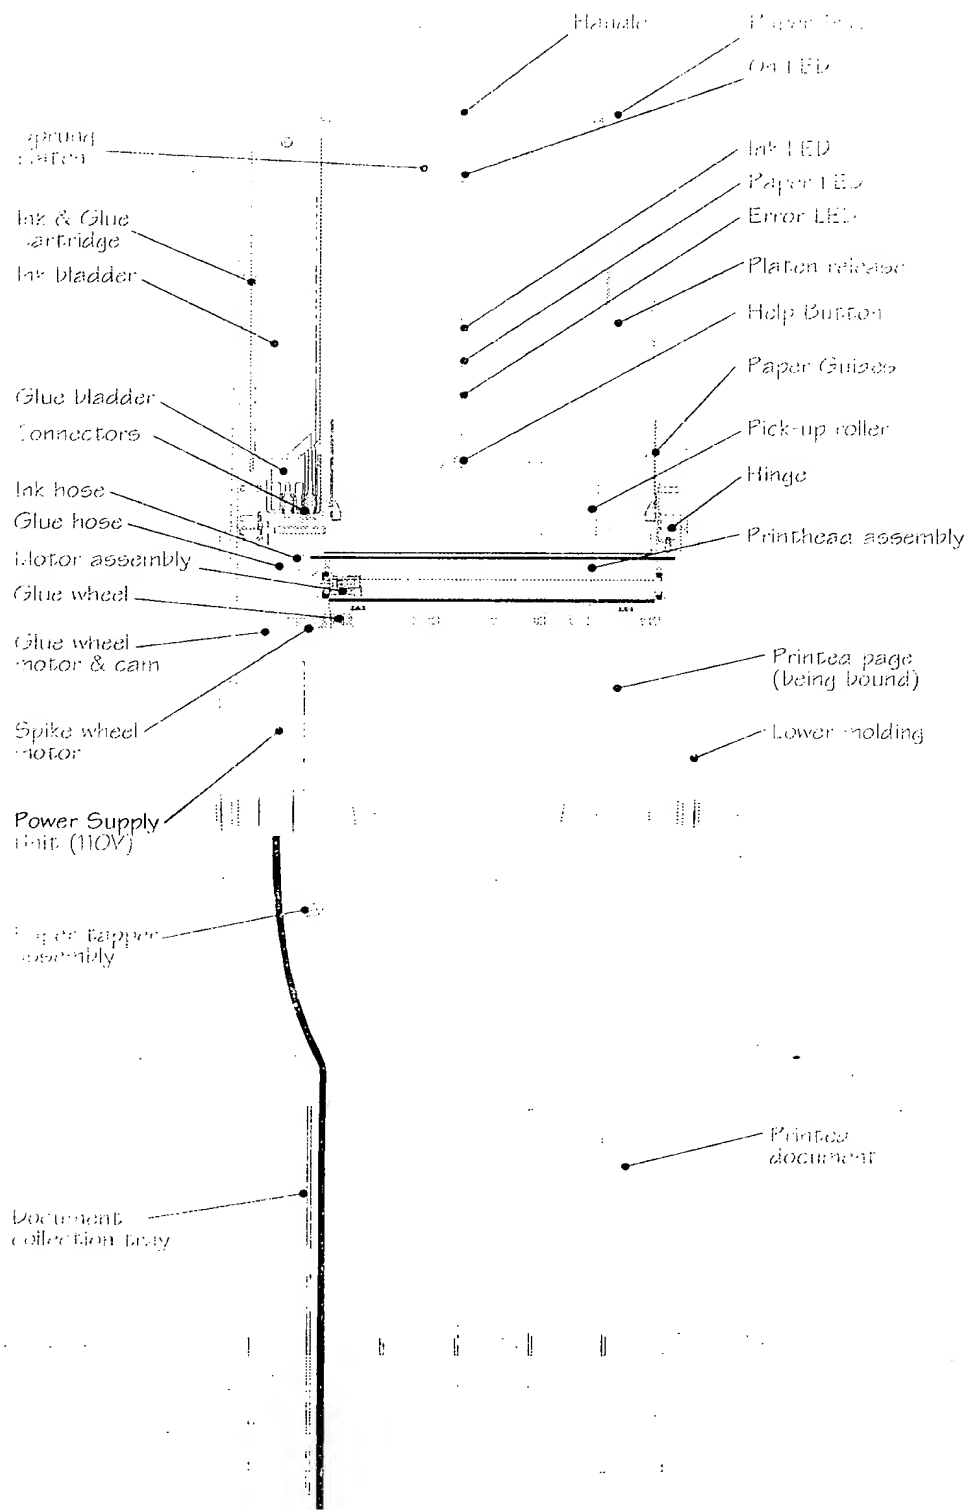 Handle
Paper
On LED
Ink LED
Paper LED
Error LED
Ink & Glue
cartridge
Ink bladder
Platen release
Help Button
Paper Guides
Glue bladder
Connectors
Pick-up roller
Hinge
Ink hose
Glue hose
Printhead assembly
Motor assembly
Glue wheel
Glue wheel
motor & cam
Printed page
(being bound)
Spike wheel
motor
Lower molding
Power Supply
Unit (110V)
Paper tapper
assembly
Printed
document
Document
collection tray